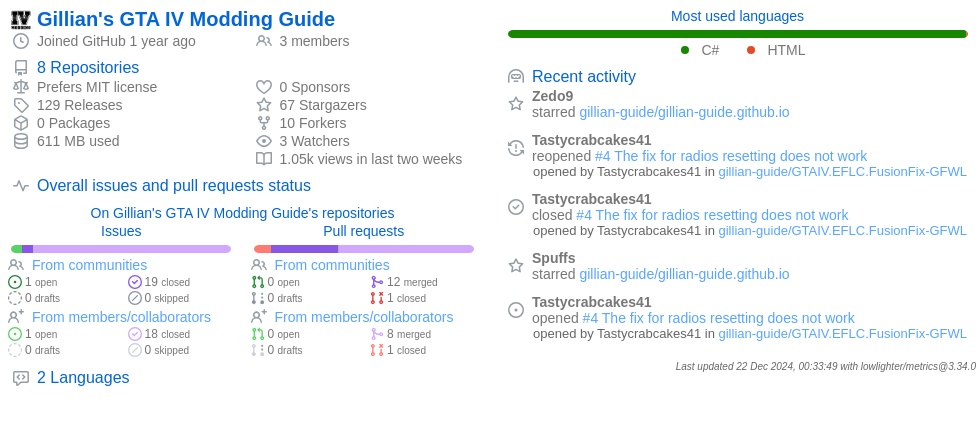 IV Gillian's GTA IV Modding Guide
Joined GitHub 1 year ago
3 members
8 Repositories
Prefers MIT license
0 Sponsors
129 Releases
67 Stargazers
0 Packages
10 Forkers
611 MB used
3 Watchers
1.05k views in last two weeks
Overall issues and pull requests status
On Gillian's GTA IV Modding Guide's repositories
Issues
Pull requests
From communities
From communities
1 open
19 closed
0 open
12 merged
0 drafts
0 skipped
0 drafts
1 closed
From members/collaborators
From members/collaborators
1 open
18 closed
0 open
8 merged
0 drafts
0 skipped
0 drafts
1 closed
2 Languages
Most used languages
C#
HTML
Recent activity
Zedo9
starred gillian-guide/gillian-guide.github.io
Tastycrabcakes41
reopened #4 The fix for radios resetting does not work
opened by Tastycrabcakes41 in gillian-guide/GTAIV.EFLC.FusionFix-GFWL
Tastycrabcakes41
closed #4 The fix for radios resetting does not work
opened by Tastycrabcakes41 in gillian-guide/GTAIV.EFLC.FusionFix-GFWL
Spuffs
starred gillian-guide/gillian-guide.github.io
Tastycrabcakes41
opened #4 The fix for radios resetting does not work
opened by Tastycrabcakes41 in gillian-guide/GTAIV.EFLC.FusionFix-GFWL
Last updated 22 Dec 2024, 00:33:49 with lowlighter/metrics@3.34.0